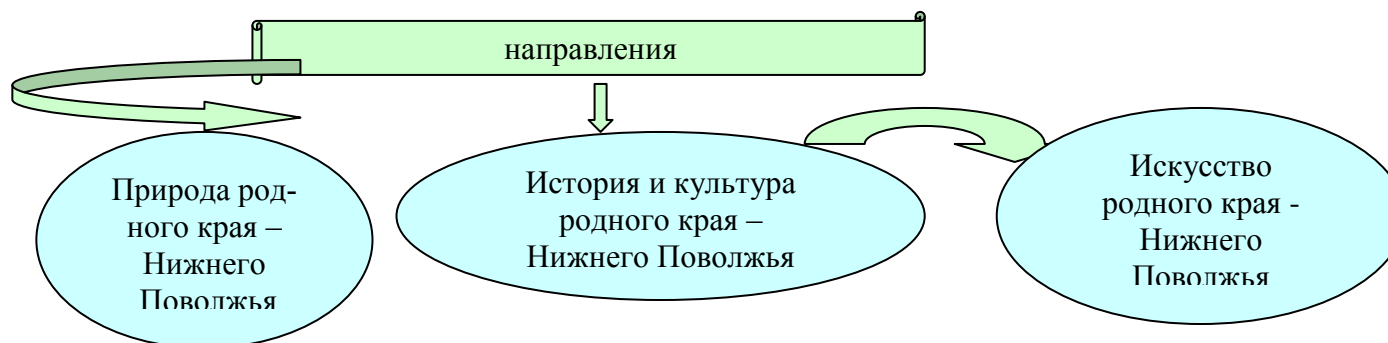 направления
Природа род-
ного края –
Нижнего
Поволжья
История и культура
родного края –
Нижнего Поволжья
Искусство
родного края -
Нижнего
Поволжья